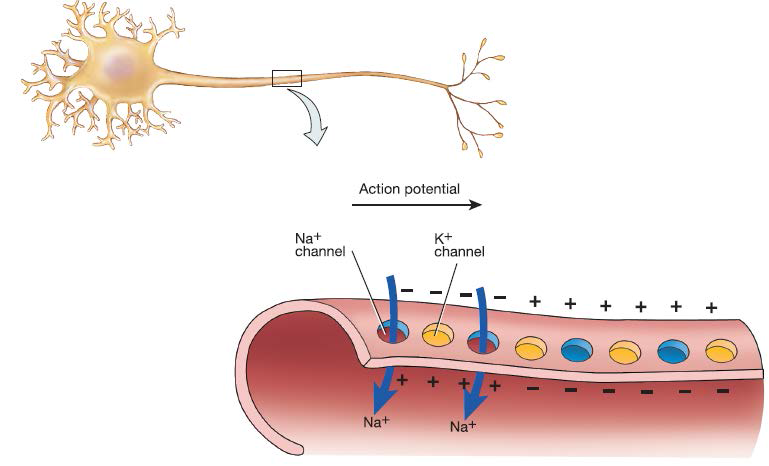 Action potential
Na+
channel
K+
channel
− − − − + + + + + +
+ + + + − − − − − −
Na+
Na+